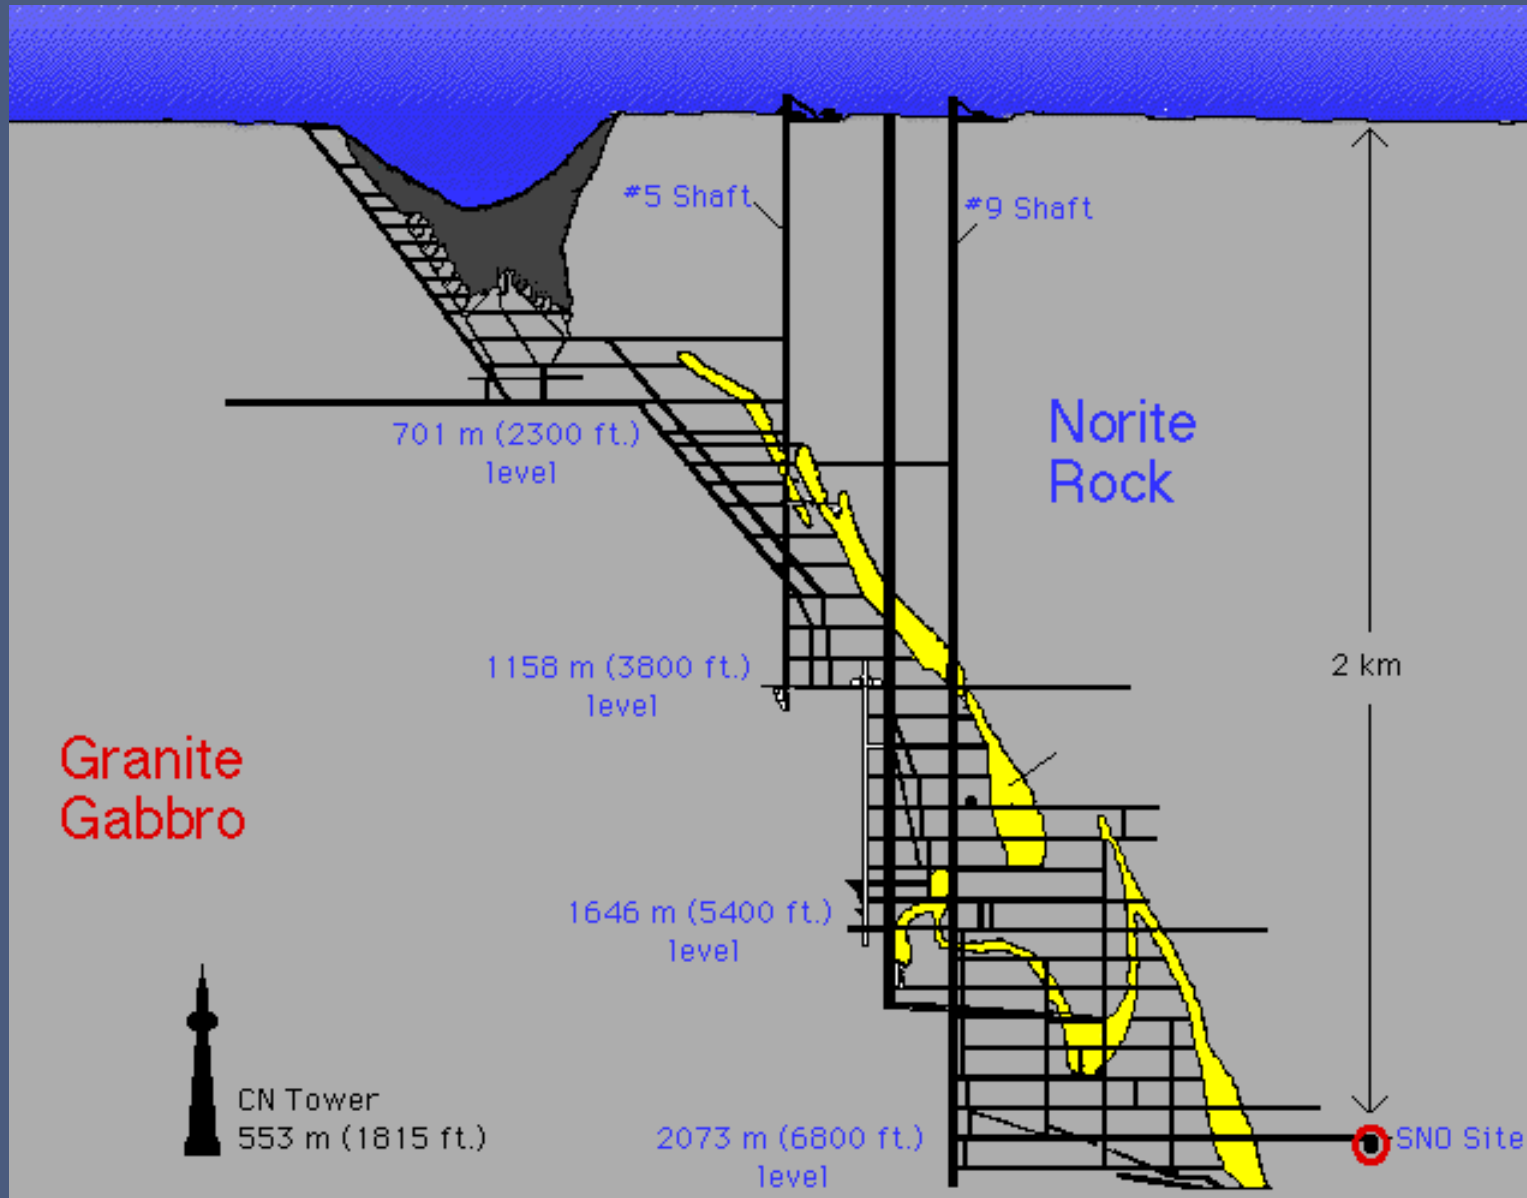 #5 Shaft
#9 Shaft
701 m (2300 ft.)
level
Norite
Rock
1158 m (3800 ft.)
level
2 km
Granite
Gabbro
1646 m (5400 ft.)
level
CN Tower
553 m (1815 ft.)
2073 m (6800 ft.)
level
SNO Site